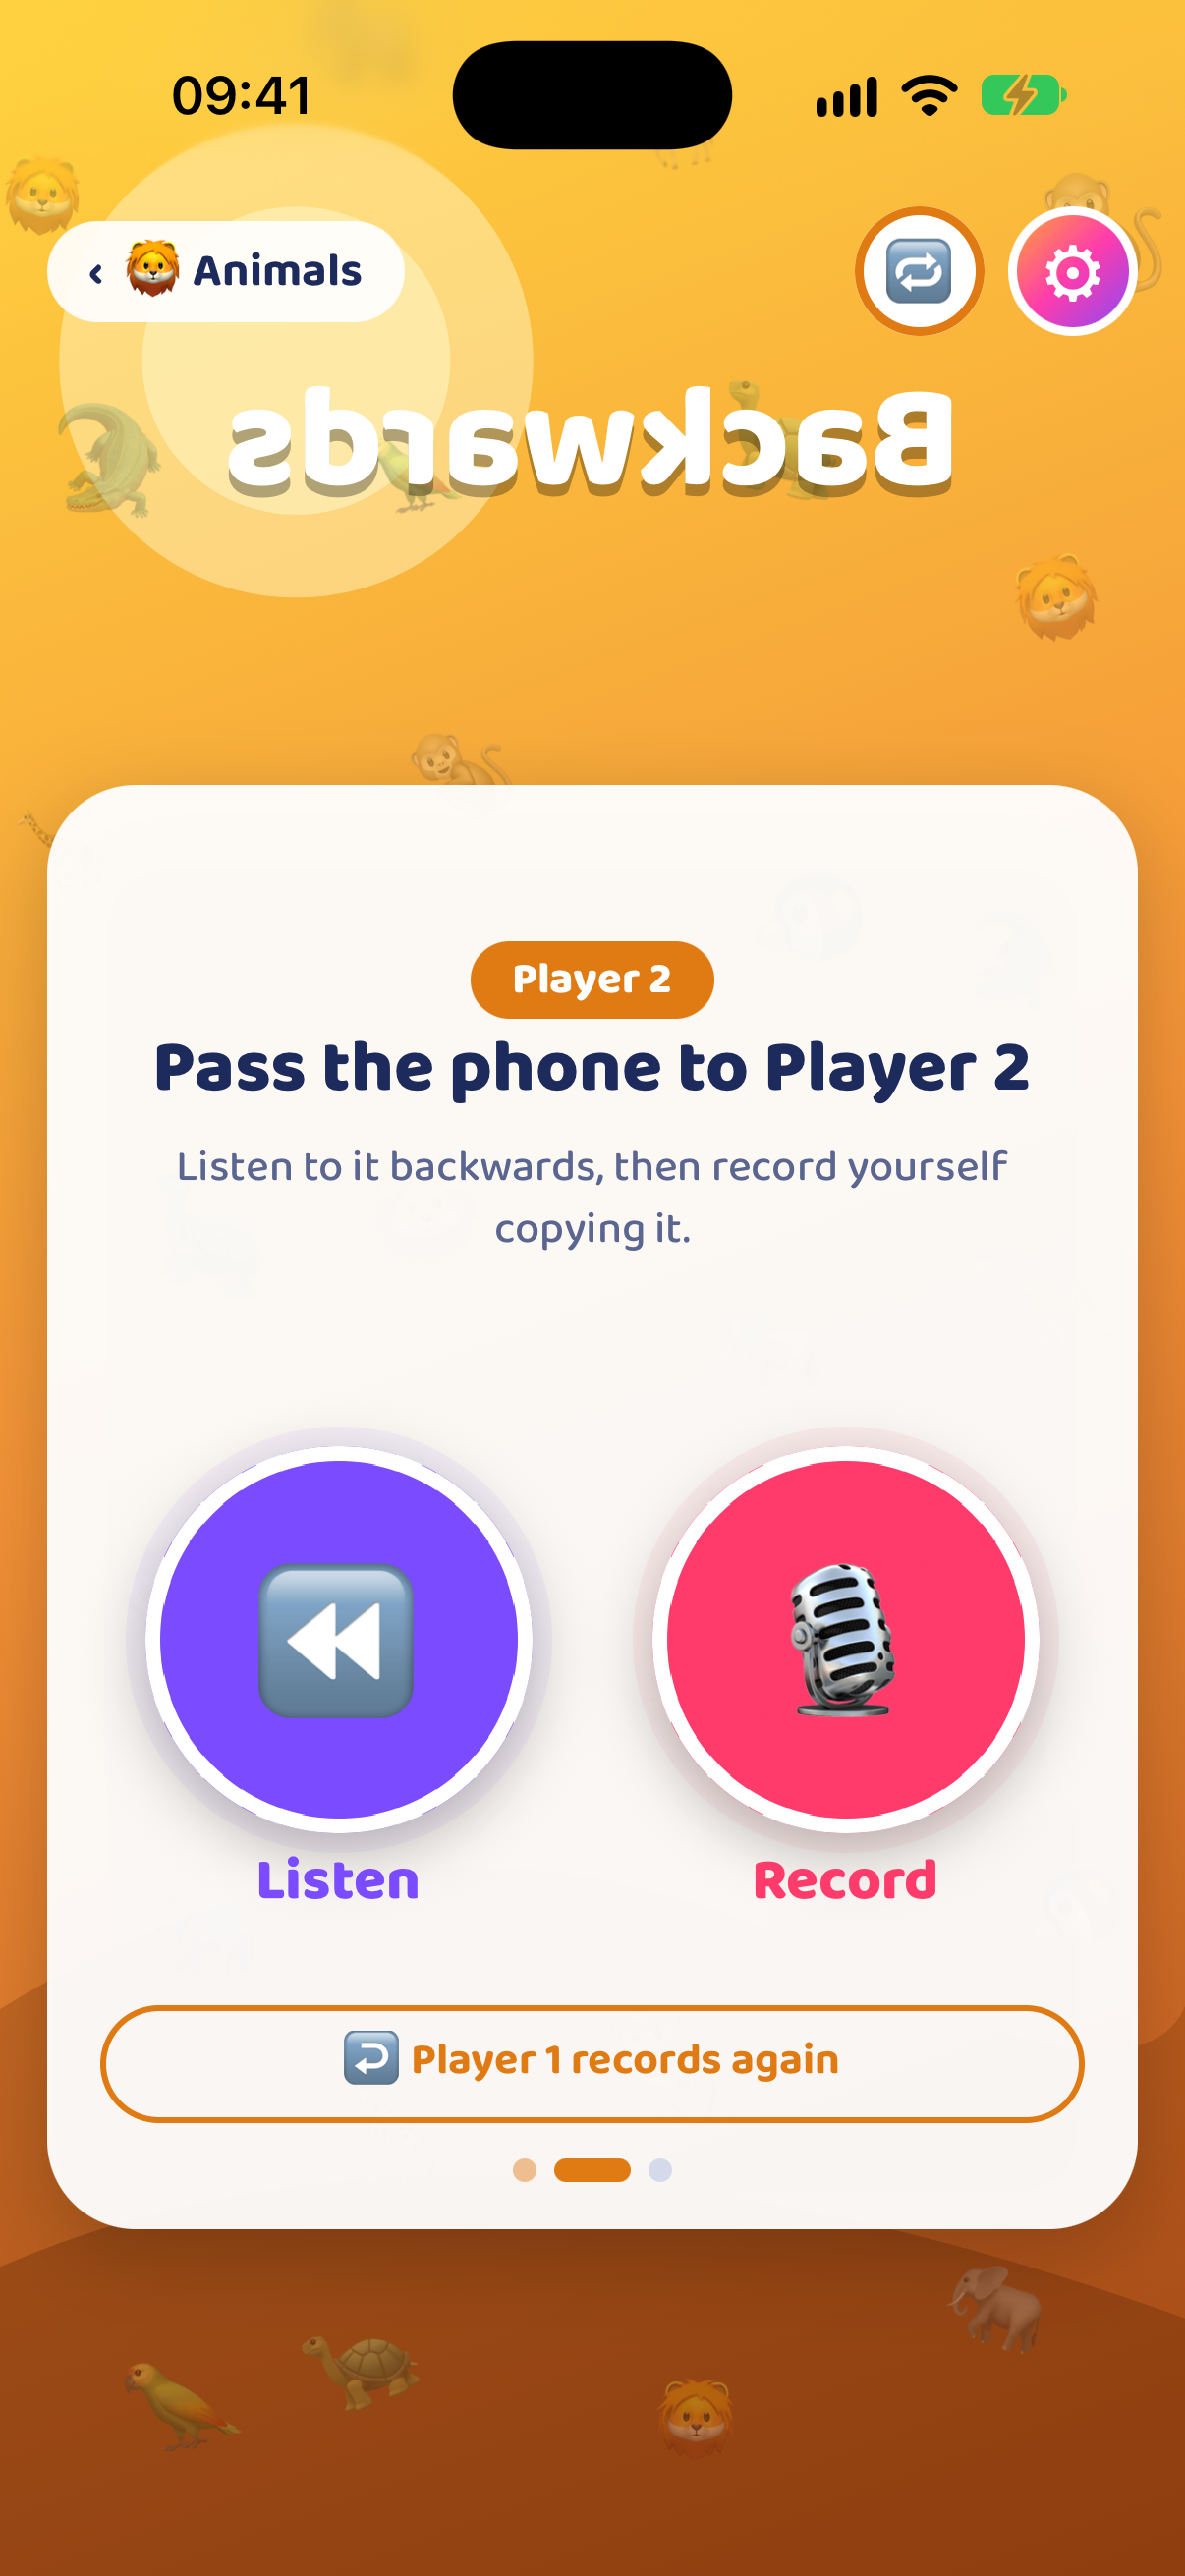 09:41
‹ Animals
Backwards
Player 2
Pass the phone to Player 2
Listen to it backwards, then record yourself
copying it.
Listen
Record
Player 1 records again